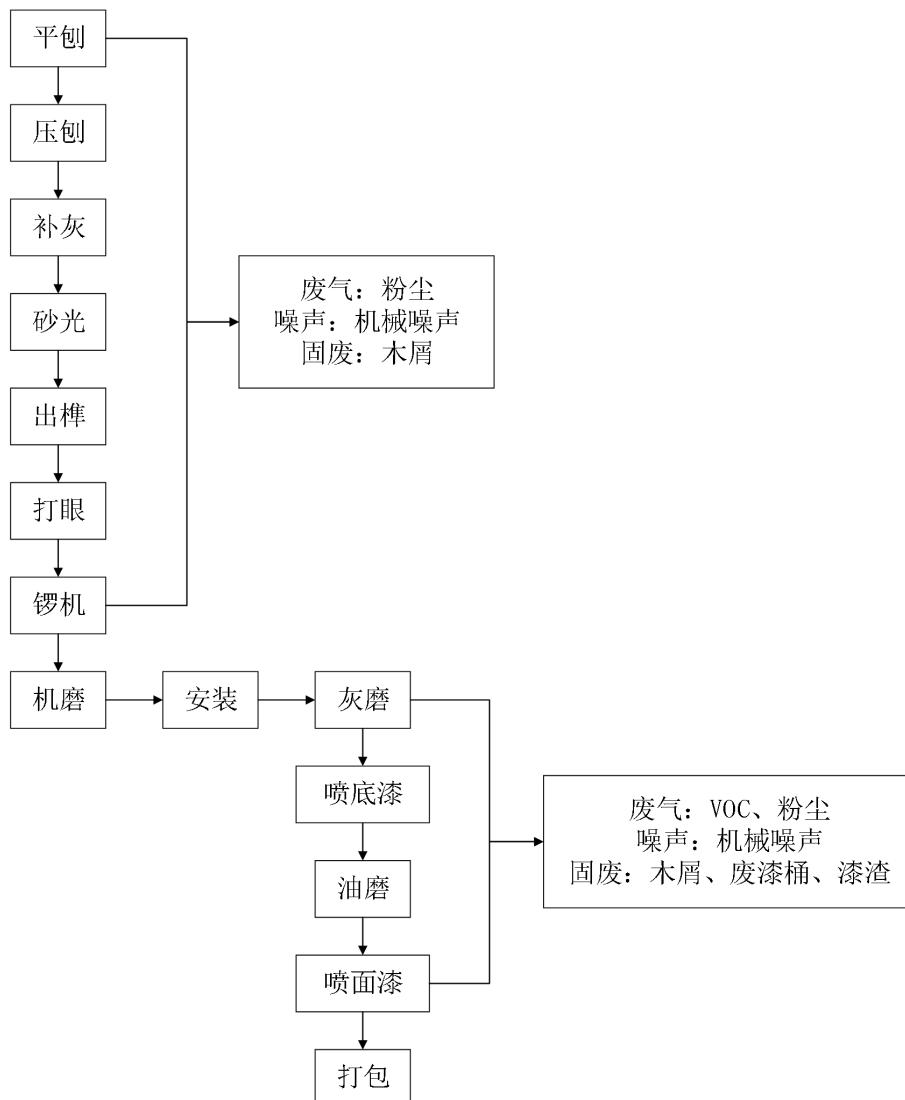 平刨
压刨
补灰
砂光
出榫
打眼
锣机
废气：粉尘
噪声：机械噪声
固废：木屑
机磨
安装
灰磨
喷底漆
油磨
喷面漆
打包
废气：VOC、粉尘
噪声：机械噪声
固废：木屑、废漆桶、漆渣